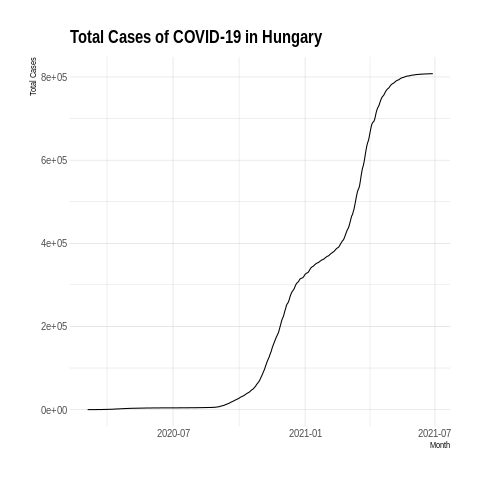 Total Cases of COVID-19 in Hungary
Total Cases
8e+05
6e+05
4e+05
2e+05
0e+00
2020-07 2021-01 2021-07
Month